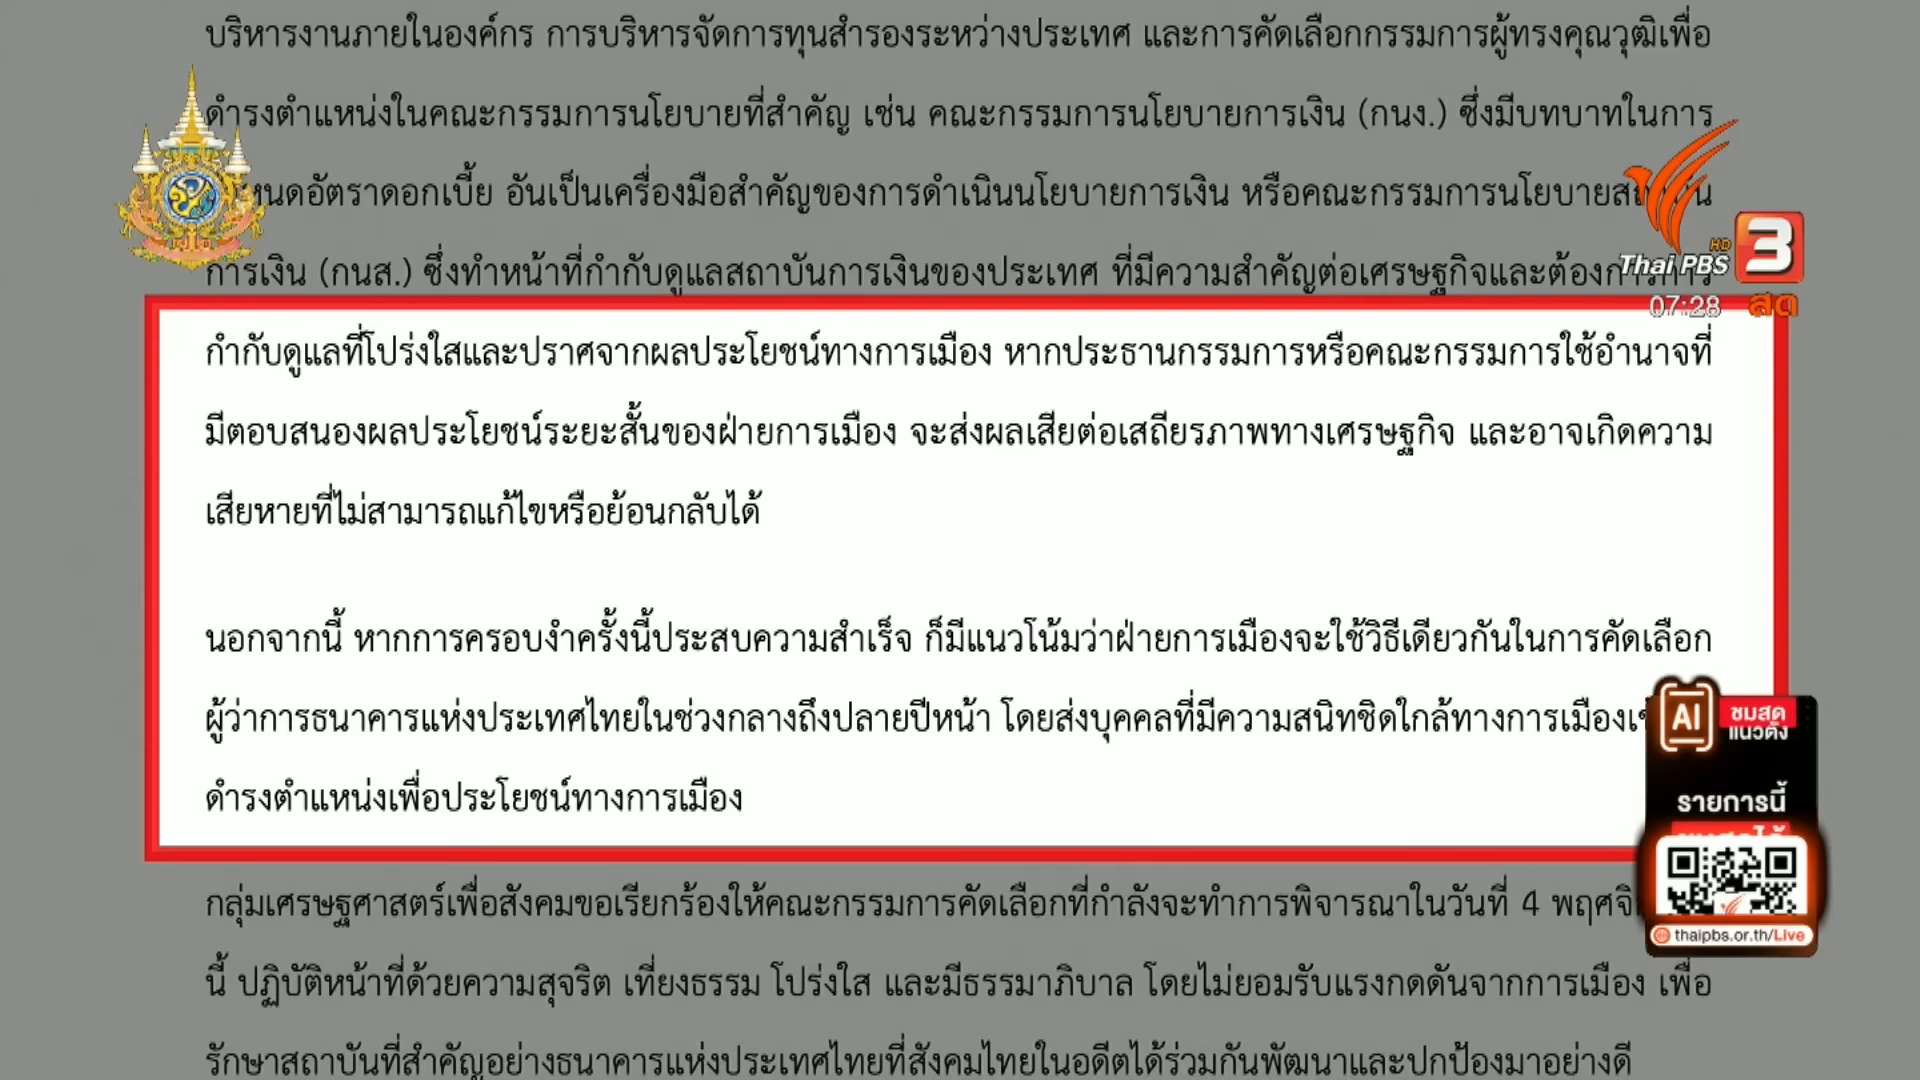 บริหารงานภายในองค์กร การบริหารจัดการทุนสำรองระหว่างประเทศ และการคัดเลือกกรรมการผู้ทรงคุณวุฒิเพื่อ
ดำรงตำแหน่งในคณะกรรมการนโยบายที่สำคัญ เช่น คณะกรรมการนโยบายการเงิน (กนง.) ซึ่งมีบทบาทในการ
หนดอัตราดอกเบี้ย อันเป็นเครื่องมือสำคัญของการดำเนินนโยบายการเงิน หรือคณะกรรมการนโยบาย
การเงิน (กนส.) ซึ่งทำหน้าที่กำกับดูแลสถาบันการเงินของประเทศ ที่มีความสำคัญต่อเศรษฐกิจและต้องการการ
Thai PBS HD 3
07:28 สด
กำกับดูแลที่โปร่งใสและปราศจากผลประโยชน์ทางการเมือง หากประธานกรรมการหรือคณะกรรมการใช้อำนาจที่
มีตอบสนองผลประโยชน์ระยะสั้นของฝ่ายการเมือง จะส่งผลเสียต่อเสถียรภาพทางเศรษฐกิจ และอาจเกิดความ
เสียหายที่ไม่สามารถแก้ไขหรือย้อนกลับได้
นอกจากนี้ หากการครอบงำครั้งนี้ประสบความสำเร็จ ก็มีแนวโน้มว่าฝ่ายการเมืองจะใช้วิธีเดียวกันในการคัดเลือก
ผู้ว่าการธนาคารแห่งประเทศไทยในช่วงกลางถึงปลายปีหน้า โดยส่งบุคคลที่มีความสนิทชิดใกล้ทางการเมือง
ดำรงตำแหน่งเพื่อประโยชน์ทางการเมือง
AI ชมสด
แนวตั้ง
รายการนี้
thaipbs.or.th/Live
กลุ่มเศรษฐศาสตร์เพื่อสังคมขอเรียกร้องให้คณะกรรมการคัดเลือกที่กำลังจะทำการพิจารณาในวันที่ 4
นี้ ปฏิบัติหน้าที่ด้วยความสุจริต เที่ยงธรรม โปร่งใส และมีธรรมาภิบาล โดยไม่ยอมรับแรงกดดันจากการเมือง เพื่อ
รักษาสถาบันที่สำคัญอย่างธนาคารแห่งประเทศไทยที่สังคมไทยในอดีตได้ร่วมกันพัฒนาและปกป้องมาอย่างดี